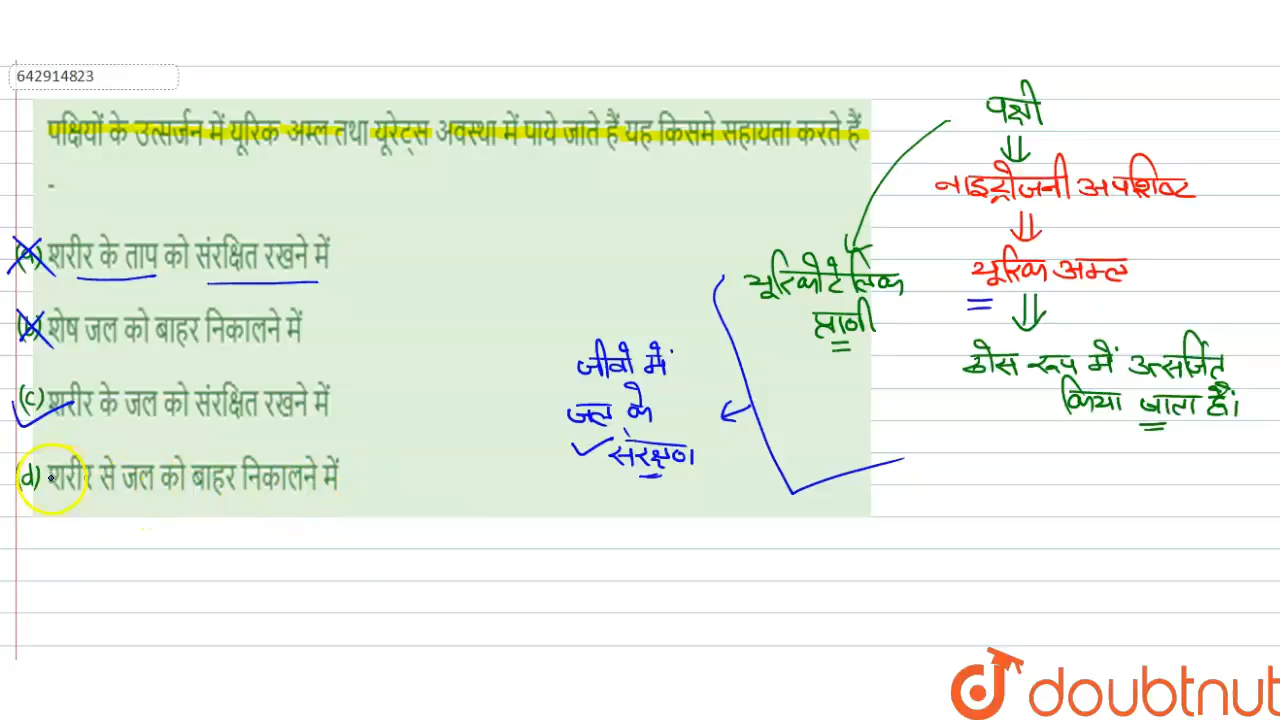 642914823
पक्षियों के उत्सर्जन में यूरिक अम्ल तथा यूरेट्स अवस्था में पाये जाते हैं यह किसमे सहायता करते हैं
-
(a) शरीर के ताप को संरक्षित रखने में
(b) शेष जल को बाहर निकालने में
(c) शरीर के जल को संरक्षित रखने में
(d) शरीर से जल को बाहर निकालने में
जीवो में
जल के
संरक्षण
यूरिकोटेलिक
प्रानी
पक्षी
नाइट्रोजनी अपशिष्ट
यूरिक अम्ल
ठोस रूप में उत्सर्जित
किया जाता है।
doubtnut